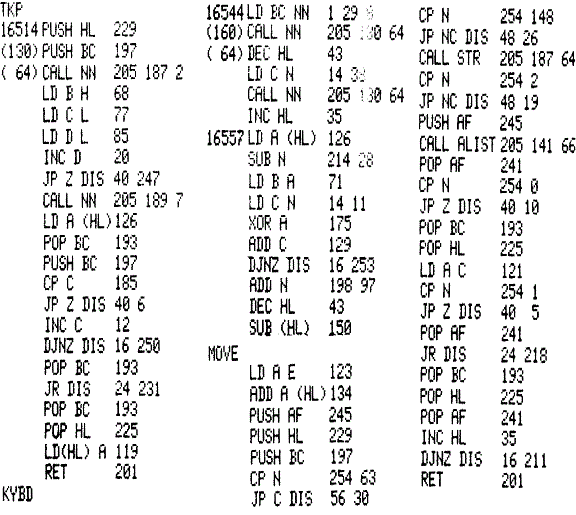 TKP
16514 PUSH HL 229
(130) PUSH BC 197
( 64) CALL NN 205 187 2
LD B H 68
LD C L 77
LD D L 85
INC D 20
JP Z DIS 40 247
CALL NN 205 189 7
LD A (HL) 126
POP BC 193
PUSH BC 197
CP C 185
JP Z DIS 40 6
INC C 12
DJNZ DIS 16 250
POP BC 193
JR DIS 24 231
POP BC 193
POP HL 225
LD(HL) A 119
RET 201
KYBD
16544 LD BC NN 1 29
(160) CALL NN 205 130 64
( 64) DEC HL 43
LD C N 14
CALL NN 205 130 64
INC HL 35
16557 LD A (HL) 126
SUB N 214 28
LD B A 71
LD C N 14 11
XOR A 175
ADD C 129
DJNZ DIS 16 253
ADD N 198 97
DEC HL 43
SUB (HL) 150
MOVE
LD A E 123
ADD A (HL) 134
PUSH AF 245
PUSH HL 229
PUSH BC 197
CP N 254 63
JP C DIS 56 30
CP N 254 148
JP NC DIS 48 26
CALL STR 205 187 64
CP N 254 2
JP NC DIS 48 19
PUSH AF 245
CALL ALIST 205 141 66
POP AF 241
CP N 254 0
JP Z DIS 40 10
POP BC 193
POP HL 225
LD A C 121
CP N 254 1
JP Z DIS 40 5
POP AF 241
JR DIS 24 218
POP BC 193
POP HL 225
POP AF 241
INC HL 35
DJNZ DIS 16 211
RET 201